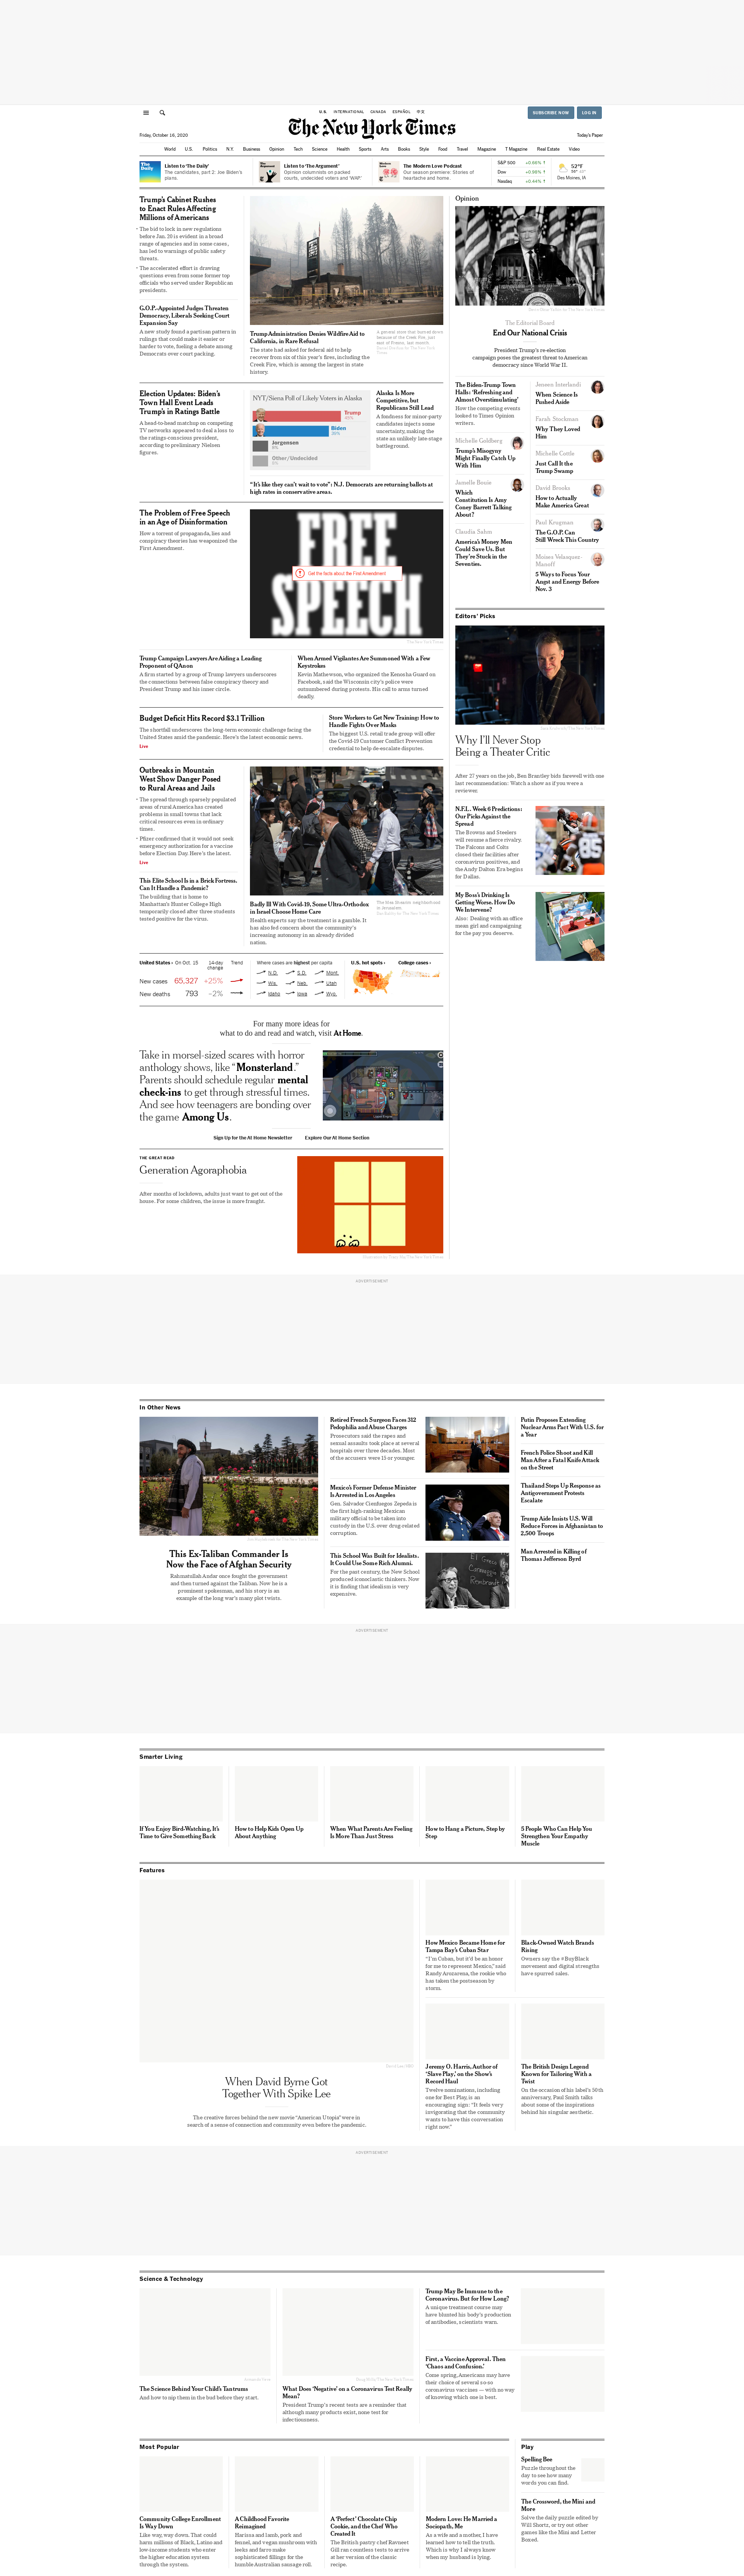 U.S. INTERNATIONAL CANADA ESPAÑOL 中文
SUBSCRIBE NOW LOG IN
The New York Times
Friday, October 16, 2020
Today's Paper
World U.S. Politics N.Y. Business Opinion Tech Science Health Sports Arts Books Style Food Travel Magazine T Magazine Real Estate Video
The Daily
Listen to 'The Daily'
The candidates, part 2: Joe Biden's
plans.
Listen to 'The Argument'
Opinion columnists on packed
courts, undecided voters and 'WAP'
Modern Love
The Modern Love Podcast
Our season premiere: Stories of
heartache and home
S&P 500
Dow
Nasdaq
52°F
Des Moines, IA
Trump's Cabinet Rushes
to Enact Rules Affecting
Millions of Americans
The bid to lock in new regulations
before Jan. 20 is evident in a broad
range of agencies and in some cases,
has led to warnings of public safety
threats.
The accelerated effort is drawing
questions even from some former top
officials who served under Republican
presidents.
G.O.P.-Appointed Judges Threaten
Democracy, Liberals Seeking Court
Expansion Say
A new study found a partisan pattern in
rulings that could make it easier or
harder to vote, fueling a debate among
Democrats over court packing.
Trump Administration Denies Wildfire Aid to
California, in Rare Refusal
The state had asked for federal aid to help
recover from six of this year's fires, including the
Creek Fire, which is among the largest in state
history.
A general store that burned down
because of the Creek Fire, just
east of Fresno, last month.
Election Updates: Biden's
Town Hall Event Leads
Trump's in Ratings Battle
A head-to-head matchup on competing
TV networks appeared to deal a loss to
the ratings-conscious president,
according to preliminary Nielsen
figures.
NYT/Siena Poll of Likely Voters in Alaska
Trump
45%
Biden
39%
Jorgensen
8%
Other/Undecided
Alaska Is More
Competitive, but
Republicans Still Lead
A fondness for minor-party
candidates injects some
uncertainty, making the
state an unlikely late-stage
battleground.
"It's like they can't wait to vote": N.J. Democrats are returning ballots at
high rates in conservative areas.
The Problem of Free Speech
in an Age of Disinformation
How a torrent of propaganda, lies and
conspiracy theories has weaponized the
First Amendment.
FREE
SPEECH
Get the facts about the First Amendment
Trump Campaign Lawyers Are Aiding a Leading
Proponent of QAnon
A firm started by a group of Trump lawyers underscores
the connections between false conspiracy theory and
President Trump and his inner circle.
When Armed Vigilantes Are Summoned With a Few
Keystrokes
Kevin Mathewson, who organized the Kenosha Guard on
Facebook, said the Wisconsin city's police were
outnumbered during protests. His call to arms turned
deadly.
Budget Deficit Hits Record $3.1 Trillion
The shortfall underscores the long-term economic challenge facing the
United States amid the pandemic. Here's the latest economic news.
Live
Store Workers to Get New Training: How to
Handle Fights Over Masks
The biggest U.S. retail trade group will offer
the Covid-19 Customer Conflict Prevention
credential to help de-escalate disputes.
Outbreaks in Mountain
West Show Danger Posed
to Rural Areas and Jails
The spread through sparsely populated
areas of rural America has created
problems in small towns that lack
critical resources even in ordinary
times.
Pfizer confirmed that it would not seek
emergency authorization for a vaccine
before Election Day. Here's the latest.
Live
This Elite School Is in a Brick Fortress.
Can It Handle a Pandemic?
The building that is home to
Manhattan's Hunter College High
temporarily closed after three students
tested positive for the virus.
Badly Ill With Covid-19, Some Ultra-Orthodox
in Israel Choose Home Care
Health experts say the treatment is a gamble. It
has also fed concerns about the community's
increasing autonomy in an already divided
nation.
The Mea Shearim neighborhood
in Jerusalem.
United States › On Oct. 15
14-day
change
Trend
New cases 65,327 +25%
New deaths 793 –2%
Where cases are highest per capita
N.D. S.D. Mont.
Wis. Neb. Utah
Idaho Iowa Wyo.
U.S. hot spots ›
College cases ›
For many more ideas for
what to do and read and watch, visit At Home.
Take in morsel-sized scares with horror
anthology shows, like "Monsterland."
Parents should schedule regular mental
check-ins to get through stressful times.
And see how teenagers are bonding over
the game Among Us.
Sign Up for the At Home Newsletter Explore Our At Home Section
THE GREAT READ
Generation Agoraphobia
After months of lockdown, adults just want to get out of the
house. For some children, the issue is more fraught.
Opinion
The Editorial Board
End Our National Crisis
President Trump's re-election
campaign poses the greatest threat to American
democracy since World War II.
The Biden-Trump Town
Halls: 'Refreshing and
Almost Overstimulating'
How the competing events
looked to Times Opinion
writers.
Michelle Goldberg
Trump's Misogyny
Might Finally Catch Up
With Him
Jamelle Bouie
Which
Constitution Is Amy
Coney Barrett Talking
About?
Claudia Sahm
America's Money Men
Could Save Us. But
They're Stuck in the
Seventies.
Jeneen Interlandi
When Science Is
Pushed Aside
Farah Stockman
Why They Loved
Him
Michelle Cottle
Just Call It the
Trump Swamp
David Brooks
How to Actually
Make America Great
Paul Krugman
The G.O.P. Can
Still Wreck This Country
Moises Velasquez-
Manoff
5 Ways to Focus Your
Angst and Energy Before
Nov. 3
Editors' Picks
Why I'll Never Stop
Being a Theater Critic
After 27 years on the job, Ben Brantley bids farewell with one
last recommendation: Watch a show as if you were a
reviewer.
N.F.L. Week 6 Predictions:
Our Picks Against the
Spread
The Browns and Steelers
will resume a fierce rivalry.
The Falcons and Colts
closed their facilities after
coronavirus positives, and
the Andy Dalton Era begins
for Dallas.
My Boss's Drinking Is
Getting Worse. How Do
We Intervene?
Also: Dealing with an office
mean girl and campaigning
for the pay you deserve.
ADVERTISEMENT
In Other News
This Ex-Taliban Commander Is
Now the Face of Afghan Security
Rahmatullah Andar once fought the government
and then turned against the Taliban. Now he is a
prominent spokesman, and his story is an
example of the long war's many plot twists.
Retired French Surgeon Faces 312
Pedophilia and Abuse Charges
Prosecutors said the rapes and
sexual assaults took place at several
hospitals over three decades. Most
of the accusers were 15 or younger.
Mexico's Former Defense Minister
Is Arrested in Los Angeles
Gen. Salvador Cienfuegos Zepeda is
the first high-ranking Mexican
military official to be taken into
custody in the U.S. over drug-related
corruption.
This School Was Built for Idealists.
It Could Use Some Rich Alumni.
For the past century, the New School
produced iconoclastic thinkers. Now
it is finding that idealism is very
expensive.
Putin Proposes Extending
Nuclear Arms Pact With U.S. for
a Year
French Police Shoot and Kill
Man After a Fatal Knife Attack
on the Street
Thailand Steps Up Response as
Antigovernment Protests
Escalate
Trump Aide Insists U.S. Will
Reduce Forces in Afghanistan to
2,500 Troops
Man Arrested in Killing of
Thomas Jefferson Byrd
ADVERTISEMENT
Smarter Living
If You Enjoy Bird-Watching, It's
Time to Give Something Back
How to Help Kids Open Up
About Anything
When What Parents Are Feeling
Is More Than Just Stress
How to Hang a Picture, Step by
Step
5 People Who Can Help You
Strengthen Your Empathy
Muscle
Features
When David Byrne Got
Together With Spike Lee
The creative forces behind the new movie "American Utopia" were in
search of a sense of connection and community even before the pandemic.
How Mexico Became Home for
Tampa Bay's Cuban Star
"I'm Cuban, but it'd be an honor
for me to represent Mexico," said
Randy Arozarena, the rookie who
has taken the postseason by
storm.
Black-Owned Watch Brands
Rising
Owners say the #BuyBlack
movement and digital strengths
have spurred sales.
Jeremy O. Harris, Author of
'Slave Play,' on the Show's
Record Haul
Twelve nominations, including
one for Best Play, is an
encouraging sign: "It feels very
invigorating that the community
wants to have this conversation
right now."
The British Design Legend
Known for Tailoring With a
Twist
On the occasion of his label's 50th
anniversary, Paul Smith talks
about some of the inspirations
behind his singular aesthetic.
ADVERTISEMENT
Science & Technology
The Science Behind Your Child's Tantrums
And how to nip them in the bud before they start.
What Does 'Negative' on a Coronavirus Test Really
Mean?
President Trump's recent tests are a reminder that
although many products exist, none test for
infectiousness.
Trump May Be Immune to the
Coronavirus. But for How Long?
A unique treatment course may
have blunted his body's production
of antibodies, scientists warn.
First, a Vaccine Approval. Then
'Chaos and Confusion.'
Come spring, Americans may have
their choice of several so-so
coronavirus vaccines — with no way
of knowing which one is best.
Most Popular
Community College Enrollment
Is Way Down
Like way, way down. That could
harm millions of Black, Latino and
low-income students who enter
the higher education system
through the system.
A Childhood Favorite
Reimagined
Harissa and lamb, pork and
fennel, and vegan mushroom with
leeks and farro make
sophisticated fillings for the
humble Australian sausage roll.
A 'Perfect' Chocolate Chip
Cookie, and the Chef Who
Created It
The British pastry chef Ravneet
Gill ran countless tests to arrive
at her version of the classic
recipe.
Modern Love: He Married a
Sociopath, Me
As a wife and a mother, I have
learned how to tell the truth.
Which is why I always know
when my husband is lying.
Play
Spelling Bee
Puzzle throughout the
day to see how many
words you can find.
The Crossword, the Mini and
More
Solve the daily puzzle edited by
Will Shortz, or try out other
games like the Mini and Letter
Boxed.